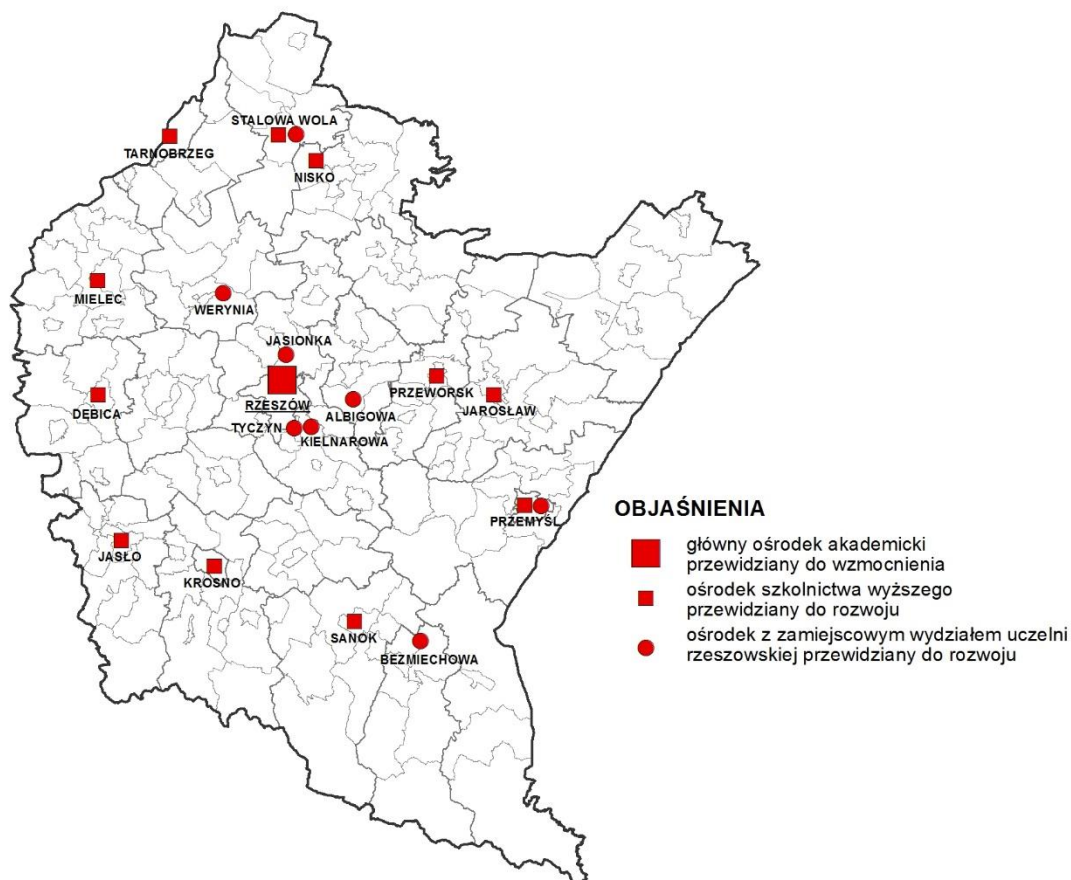 STALOWA WOLA
TARNOBRZEG
NISKO
MIELEC
WERYNIA
JASIONKA
PRZEWORSK
RZESZÓW
DĘBICA
ALBIGOWA
JAROSŁAW
TYCZYN
KIELNAROWA
PRZEMYŚL
JASŁO
KROSNO
SANOK
BEZMIECHOWA
OBJAŚNIENIA
główny ośrodek akademicki
przewidziany do wzmocnienia
ośrodek szkolnictwa wyższego
przewidziany do rozwoju
ośrodek z zamiejscowym wydziałem uczelni
rzeszowskiej przewidziany do rozwoju